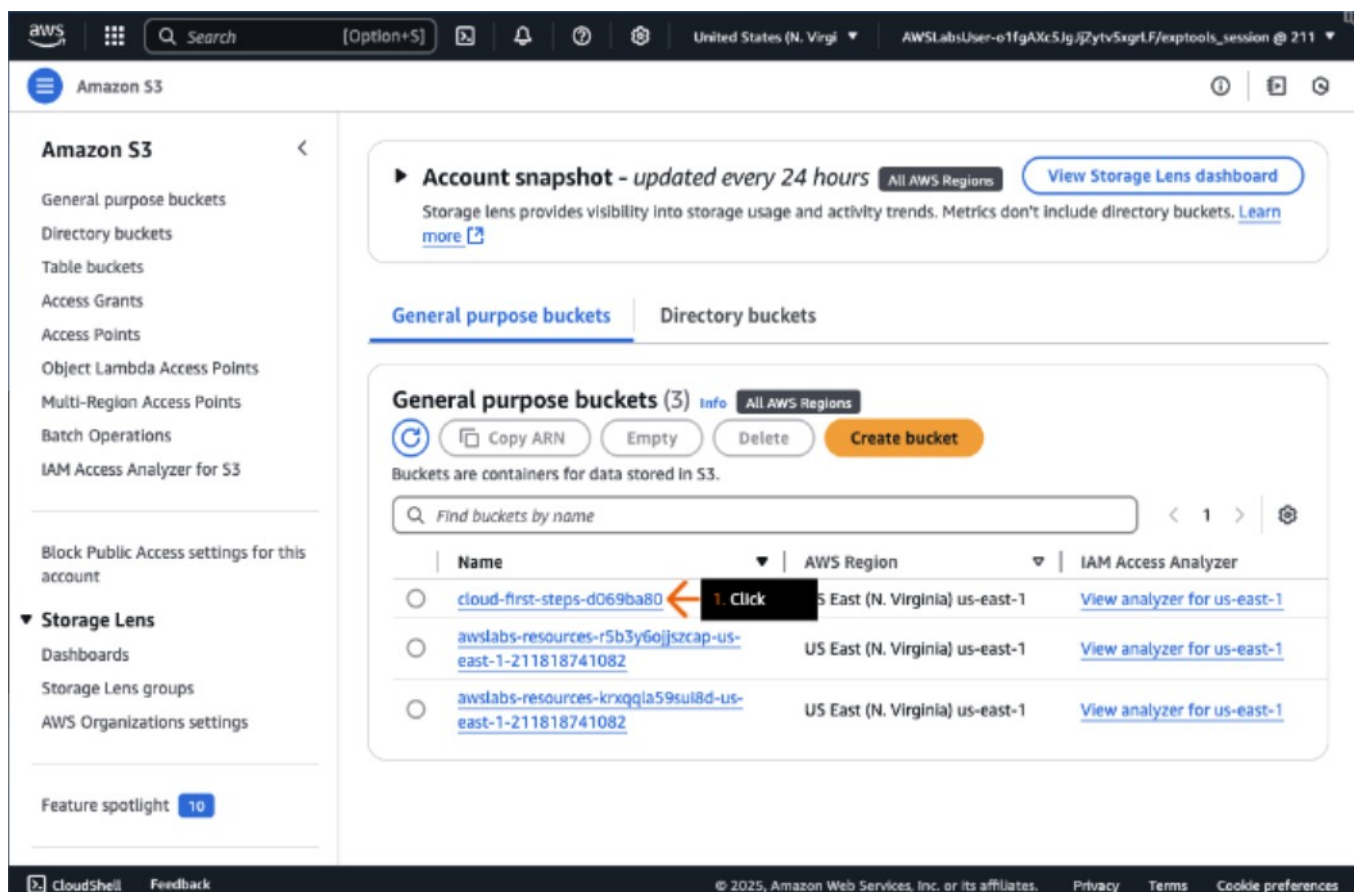 aws
Search
[Option+S]
United States (N. Virgi
AWSLabsUser-o1fgAXc5JgJjZytv5xgrLF/exptools_session @ 211
Amazon S3
Amazon S3
General purpose buckets
Directory buckets
Table buckets
Access Grants
Access Points
Object Lambda Access Points
Multi-Region Access Points
Batch Operations
IAM Access Analyzer for S3
Block Public Access settings for this
account
Storage Lens
Dashboards
Storage Lens groups
AWS Organizations settings
Feature spotlight 10
Account snapshot - updated every 24 hours All AWS Regions View Storage Lens dashboard
Storage lens provides visibility into storage usage and activity trends. Metrics don't include directory buckets. Learn
more
General purpose buckets Directory buckets
General purpose buckets (3) Info All AWS Regions
Copy ARN Empty Delete Create bucket
Buckets are containers for data stored in S3.
Find buckets by name 1
Name AWS Region IAM Access Analyzer
cloud-first-steps-d069ba80 1. Click S East (N. Virginia) us-east-1 View analyzer for us-east-1
awslabs-resources-r5b3y6ojjszcap-us-
east-1-211818741082
US East (N. Virginia) us-east-1 View analyzer for us-east-1
awslabs-resources-krxqqla59sul8d-us-
east-1-211818741082
US East (N. Virginia) us-east-1 View analyzer for us-east-1
CloudShell Feedback © 2025, Amazon Web Services, Inc. or its affiliates. Privacy Terms Cookie preferences